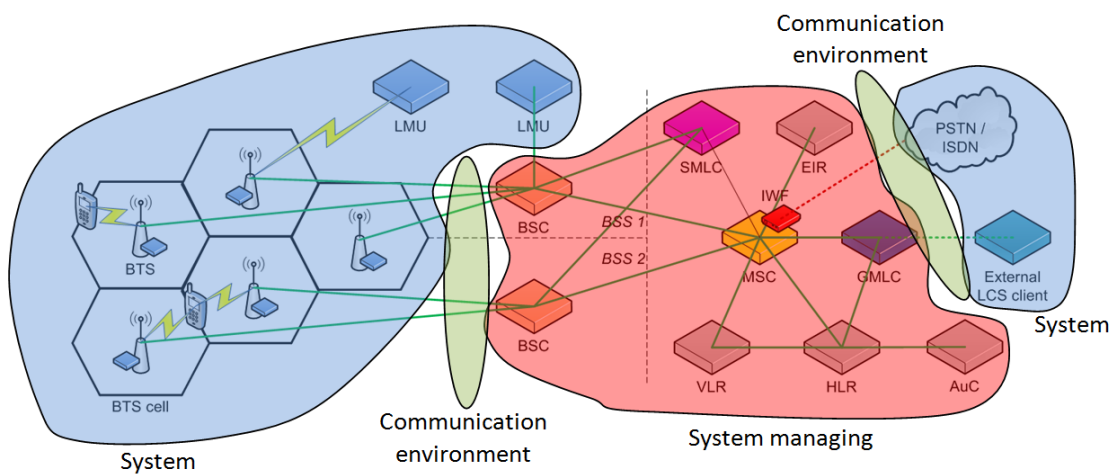 Communication
environment
LMU
LMU
PSTN /
ISDN
SMLC
EIR
IWF
BSC
BSS 1
BTS
MSC
GMLC
External
LCS client
BSS 2
System
BSC
VLR
HLR
AuC
BTS cell
Communication
environment
System managing
System